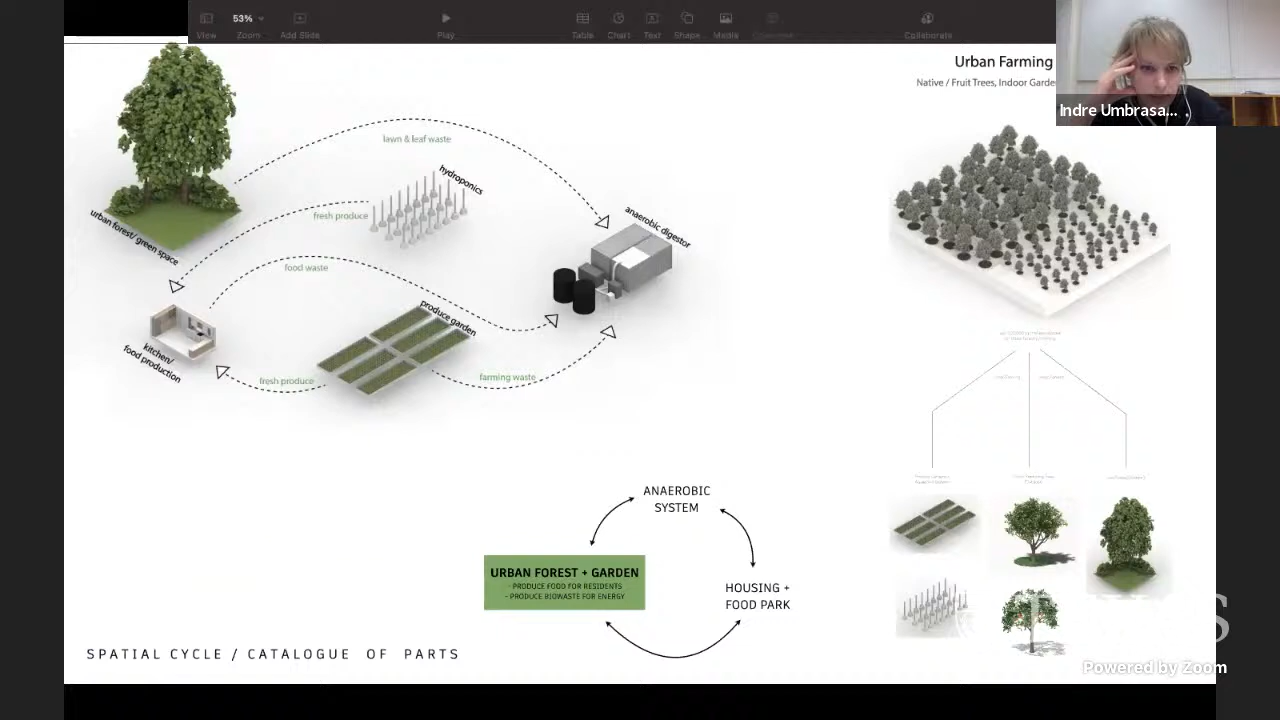 53%
View
Zoom
Add Slide
Play
Table
Chart
Text
Shape
Media
Collaborate
Urban Farming
Native / Fruit Trees, Indoor Garde
Indre Umbrasa...
lawn & leaf waste
hydroponics
fresh produce
urban forest/ green space
anaerobic digestor
food waste
produce garden
kitchen/
food production
fresh produce
farming waste
ANAEROBIC
SYSTEM
URBAN FOREST + GARDEN
- PRODUCE FOOD FOR RESIDENTS
- PRODUCE BIOWASTE FOR ENERGY
HOUSING +
FOOD PARK
SPATIAL CYCLE / CATALOGUE OF PARTS
Powered by Zoom